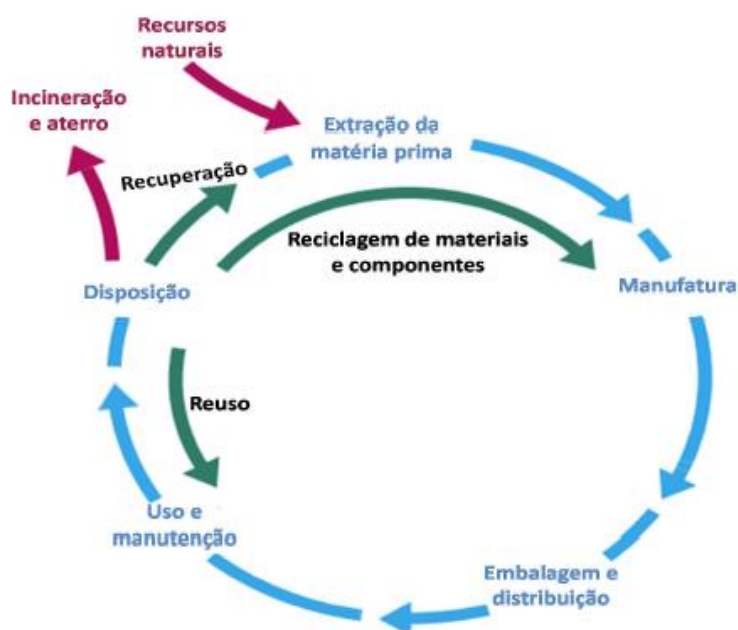 Recursos
naturais
Incineração
e aterro
Extração da
matéria prima
Recuperação
Reciclagem de materiais
e componentes
Disposição
Manufatura
Reuso
Uso e
manutenção
Embalagem e
distribuição